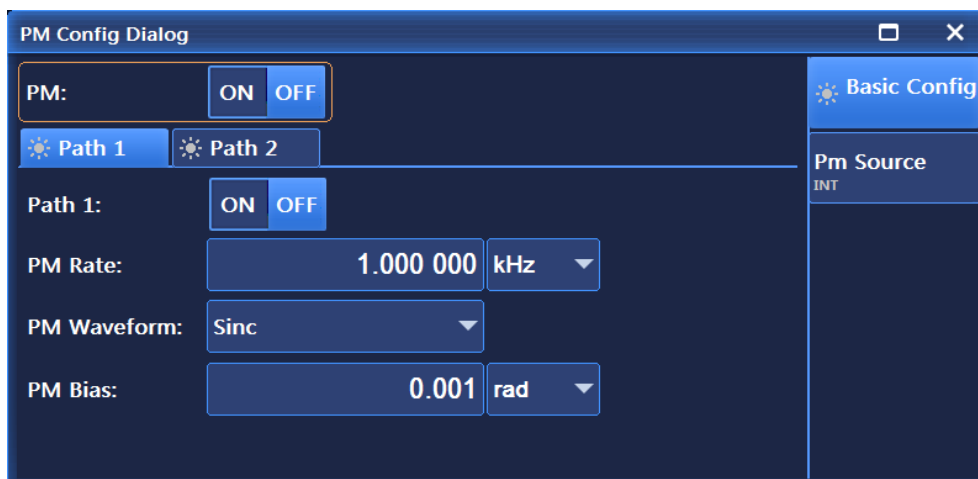 PM Config Dialog
PM: ON OFF
Basic Config
Path 1 Path 2
Pm Source
INT
Path 1: ON OFF
PM Rate: 1.000 000 kHz
PM Waveform: Sinc
PM Bias: 0.001 rad